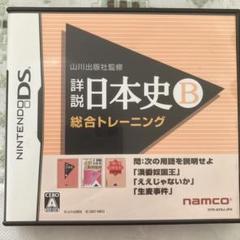 NINTENDO DS
山川出版社監修
詳説
日本史B
総合トレーニング
問:次の用語を説明せよ
「漢委奴国王」
「ええじゃないか」
「生麦事件」
CERO
A
namco